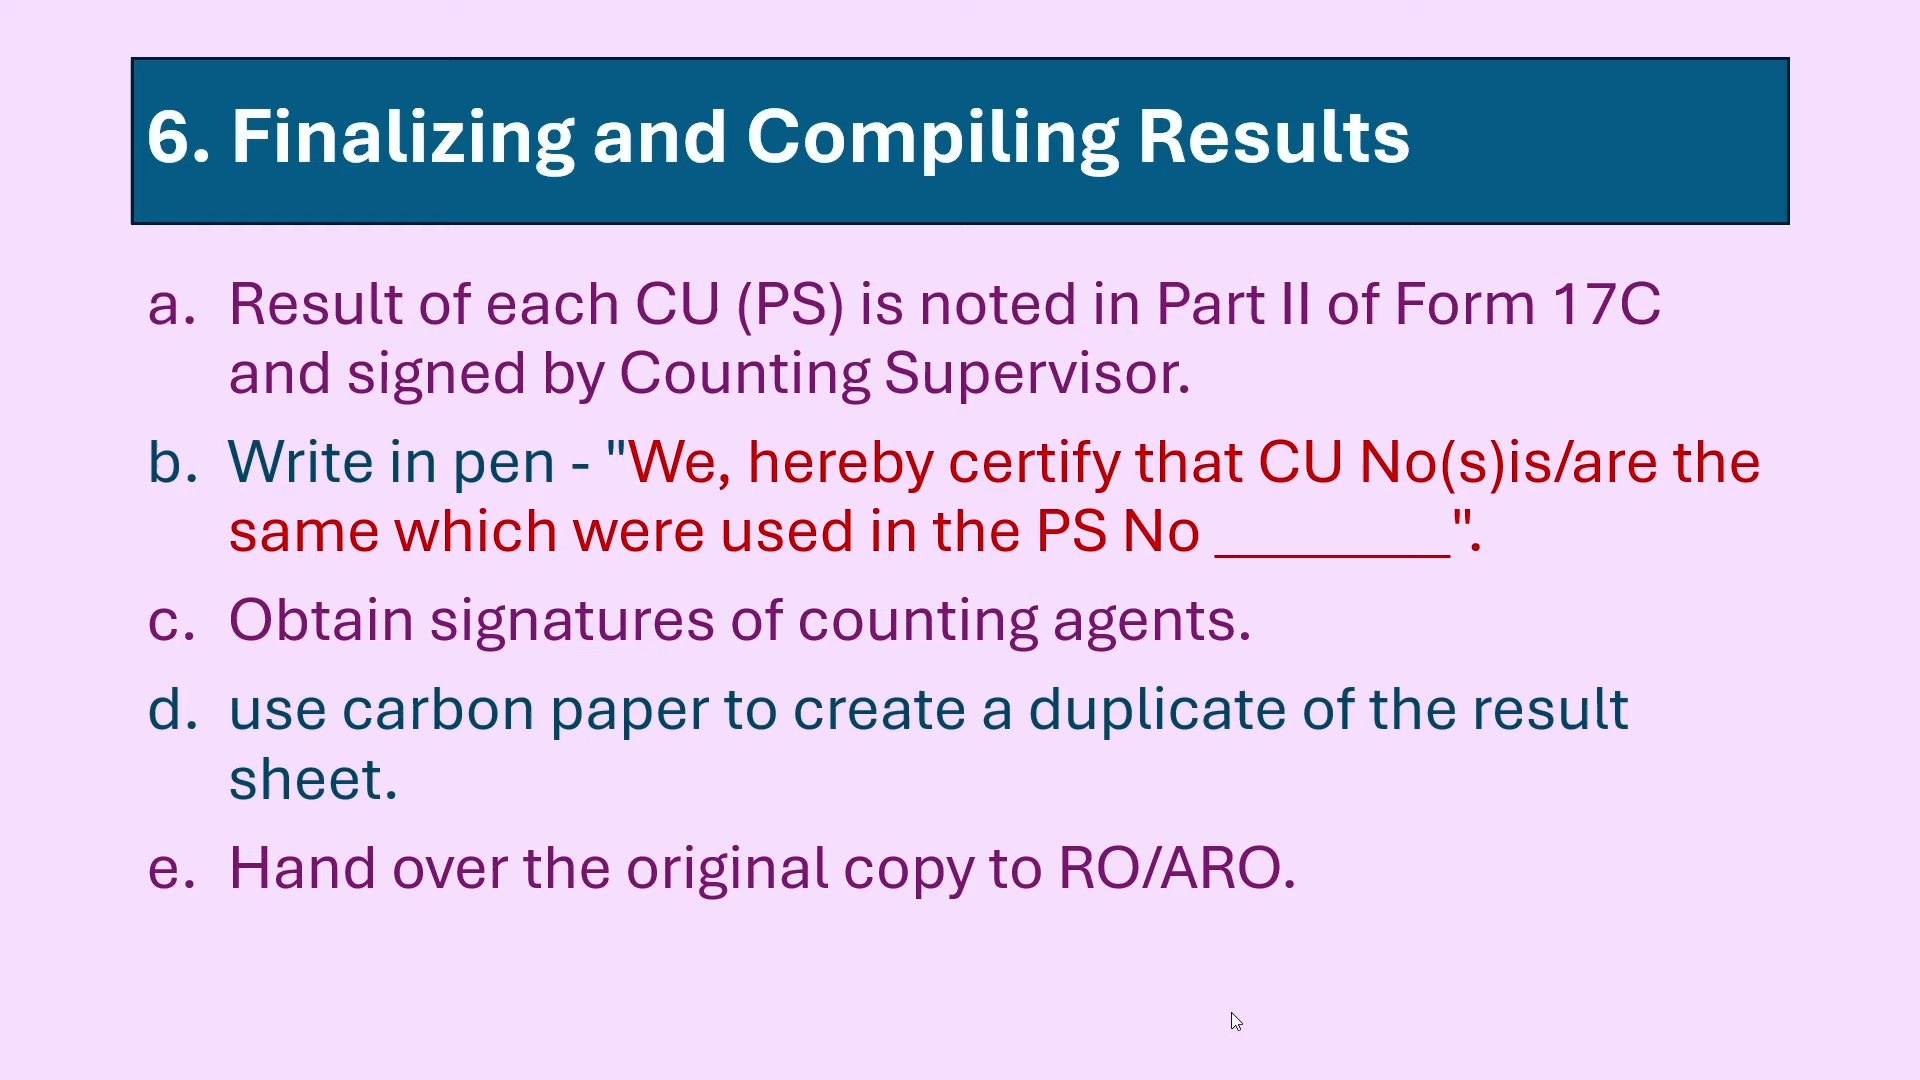 6. Finalizing and Compiling Results
a. Result of each CU (PS) is noted in Part II of Form 17C
and signed by Counting Supervisor.
b. Write in pen - "We, hereby certify that CU No(s)is/are the
same which were used in the PS No ________".
c. Obtain signatures of counting agents.
d. use carbon paper to create a duplicate of the result
sheet.
e. Hand over the original copy to RO/ARO.